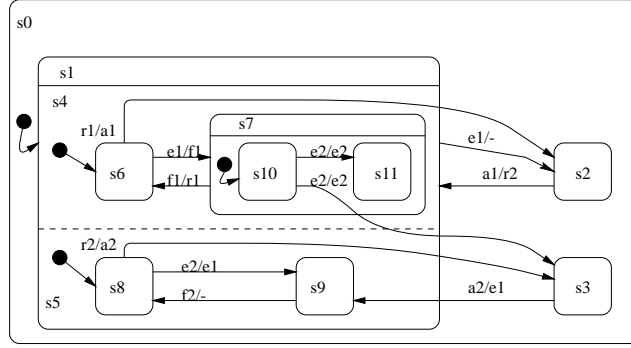 s0
s1
s4
s7
r1/a1
e1/-
e1/f1
e2/e2
s6
s10
s11
s2
f1/r1
e2/e2
a1/r2
r2/a2
e2/e1
s8
s9
s3
a2/e1
s5
f2/-